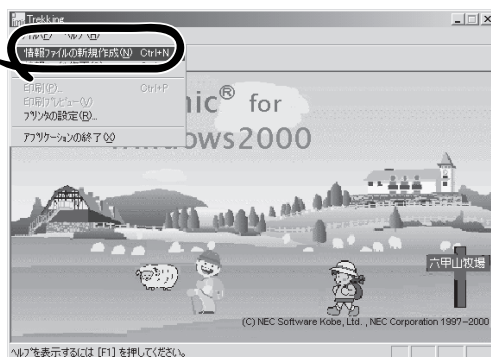 Trekking
ファイル(F) ヘルプ(H)
情報ファイルの新規作成(N) Ctrl+N
印刷(P)... Ctrl+P
印刷プレビュー(V)
プリンタの設定(R)...
アプリケーションの終了(X)
nic® for
Windows2000
六甲山牧場
(C) NEC Software Kobe, Ltd. , NEC Corporation 1997-2000
ヘルプを表示するには [F1] を押してください。